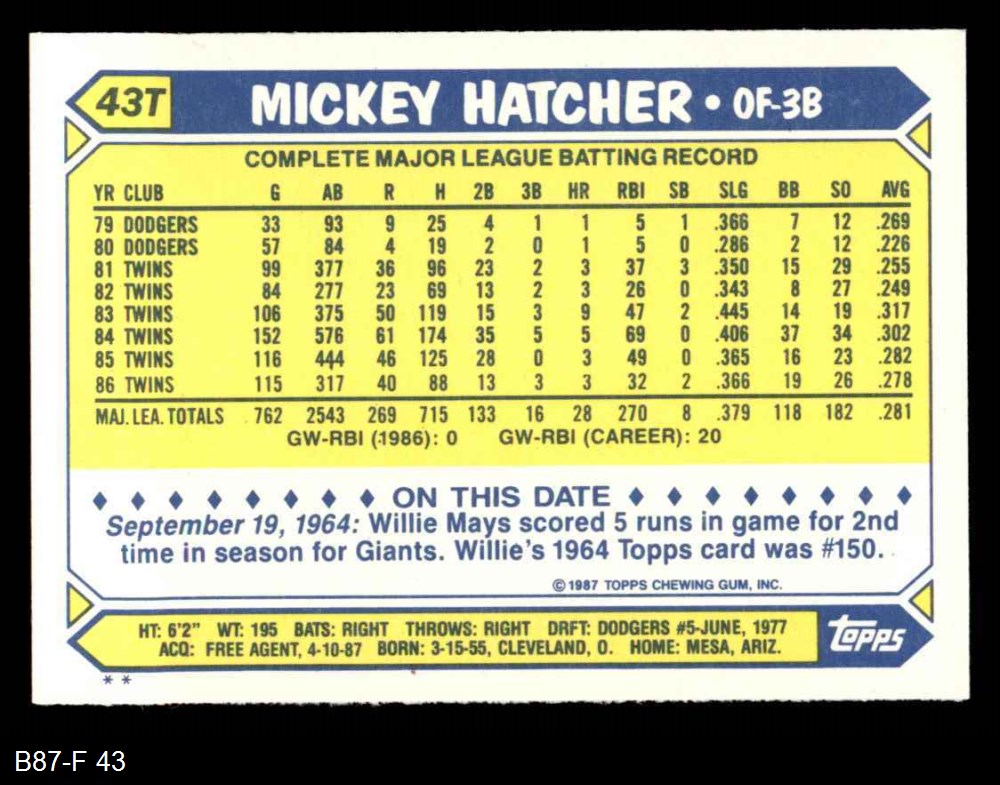 43T MICKEY HATCHER • OF-3B
COMPLETE MAJOR LEAGUE BATTING RECORD
YR CLUB G AB R H 2B 3B HR RBI SB SLG BB SO AVG
79 DODGERS 33 93 9 25 4 1 1 5 1 .366 7 12 .269
80 DODGERS 57 84 4 19 2 0 1 5 0 .286 2 12 .226
81 TWINS 99 377 36 96 23 2 3 37 3 .350 15 29 .255
82 TWINS 84 277 23 69 13 2 3 26 0 .343 8 27 .249
83 TWINS 106 375 50 119 15 3 9 47 2 .445 14 19 .317
84 TWINS 152 576 61 174 35 5 5 69 0 .406 37 34 .302
85 TWINS 116 444 46 125 28 0 3 49 0 .365 16 23 .282
86 TWINS 115 317 40 88 13 3 3 32 2 .366 19 26 .278
MAJ. LEA. TOTALS 762 2543 269 715 133 16 28 270 8 .379 118 182 .281
GW-RBI (1986): 0 GW-RBI (CAREER): 20
ON THIS DATE
September 19, 1964: Willie Mays scored 5 runs in game for 2nd
time in season for Giants. Willie's 1964 Topps card was #150.
© 1987 TOPPS CHEWING GUM, INC.
HT: 6'2" WT: 195 BATS: RIGHT THROWS: RIGHT DRFT: DODGERS #5-JUNE, 1977
ACQ: FREE AGENT, 4-10-87 BORN: 3-15-55, CLEVELAND, O. HOME: MESA, ARIZ.
topps
* *
B87-F 43